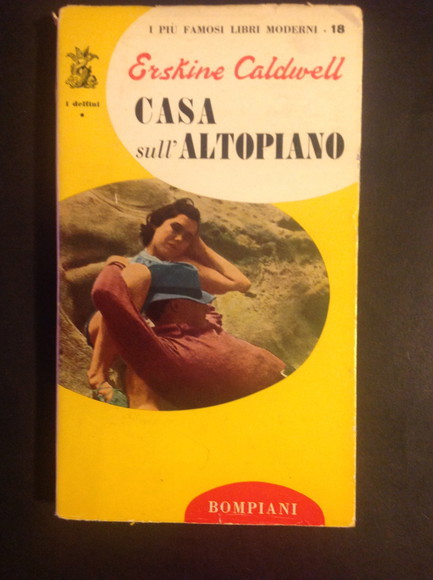 I PIÙ FAMOSI LIBRI MODERNI - 18
i delfini
Erskine Caldwell
CASA
sull'ALTOPIANO
BOMPIANI